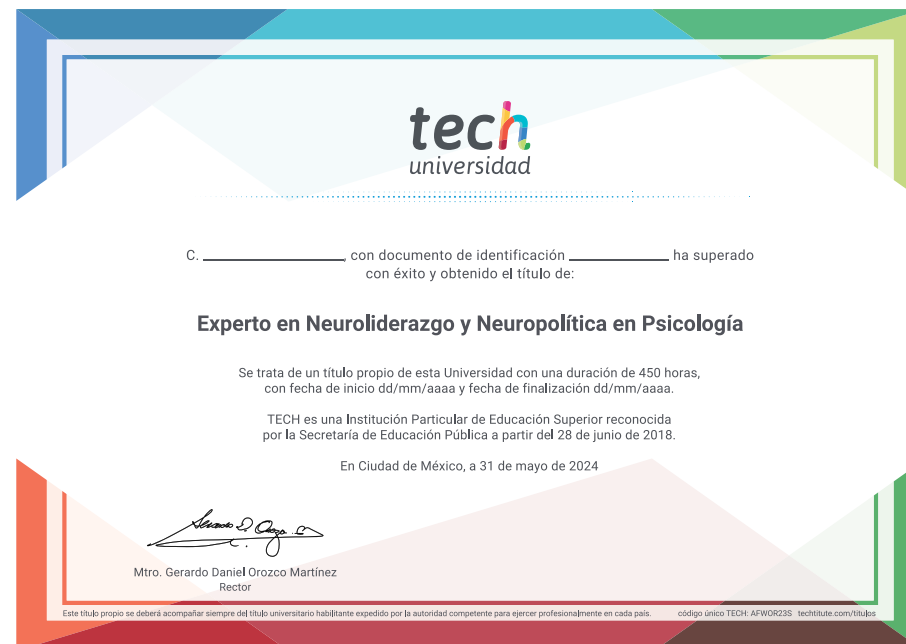 tech
universidad
C. ____________, con documento de identificación __________ ha superado
con éxito y obtenido el título de:
Experto en Neuroliderazgo y Neuropolítica en Psicología
Se trata de un título propio de esta Universidad con una duración de 450 horas,
con fecha de inicio dd/mm/aaaa y fecha de finalización dd/mm/aaaa.
TECH es una Institución Particular de Educación Superior reconocida
por la Secretaría de Educación Pública a partir del 28 de junio de 2018.
En Ciudad de México, a 31 de mayo de 2024
Mtro. Gerardo Daniel Orozco Martínez
Rector
Este título propio se deberá acompañar siempre del título universitario habilitante expedido por la autoridad competente para ejercer profesionalmente en cada país. código único TECH: AFWOR23S techtitute.com/titulos